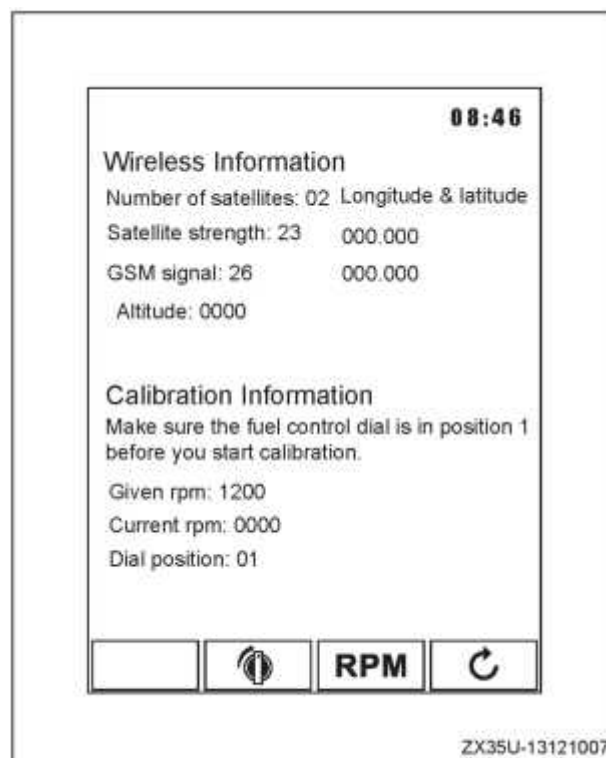 08:46
Wireless Information
Number of satellites: 02 Longitude & latitude
Satellite strength: 23 000.000
GSM signal: 26 000.000
Altitude: 0000
Calibration Information
Make sure the fuel control dial is in position 1
before you start calibration.
Given rpm: 1200
Current rpm: 0000
Dial position: 01
RPM
ZX35U-13121007